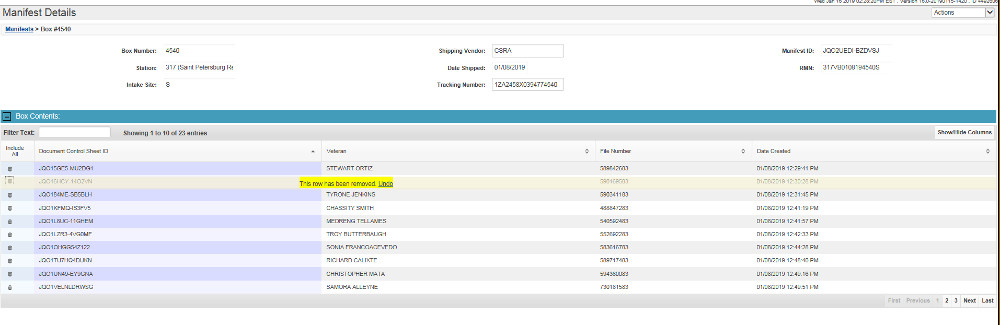 Wed Jan 16 2019 02:28:20PM EST , Version 16.0-20190115-1420 , ID 4492606
Manifest Details
Actions
Manifests > Box #4540
Box Number: 4540
Shipping Vendor: CSRA
Manifest ID: JQO2UEDI-BZDVSJ
Station: 317 (Saint Petersburg Re
Date Shipped: 01/08/2019
RMN: 317VB0108194540S
Intake Site: S
Tracking Number: 1ZA2458X0394774540
Box Contents:
Filter Text:
Showing 1 to 10 of 23 entries
Show/Hide Columns
Include All
Document Control Sheet ID
Veteran
File Number
Date Created
JQO15GE5-MU2DG1 STEWART ORTIZ 589842683 01/08/2019 12:29:41 PM
JQO16HCY-14O2VN This row has been removed. Undo 590169583 01/08/2019 12:30:28 PM
JQO184ME-SB5BLH TYRONE JENKINS 590341183 01/08/2019 12:31:45 PM
JQO1KFMQ-IS3FV5 CHASSITY SMITH 488847283 01/08/2019 12:41:19 PM
JQO1L8UC-11GHEM MEDRENG TELLAMES 540592483 01/08/2019 12:41:57 PM
JQO1LZR3-4VG0MF TROY BUTTERBAUGH 552692283 01/08/2019 12:42:33 PM
JQO1OHGG54Z122 SONIA FRANCOACEVEDO 583616783 01/08/2019 12:44:28 PM
JQO1TU7HQ4DUKN RICHARD CALIXTE 589717483 01/08/2019 12:48:40 PM
JQO1UN49-EY9GNA CHRISTOPHER MATA 594360083 01/08/2019 12:49:16 PM
JQO1VELNLDRWSG SAMORA ALLEYNE 730181583 01/08/2019 12:49:51 PM
First Previous 1 2 3 Next Last